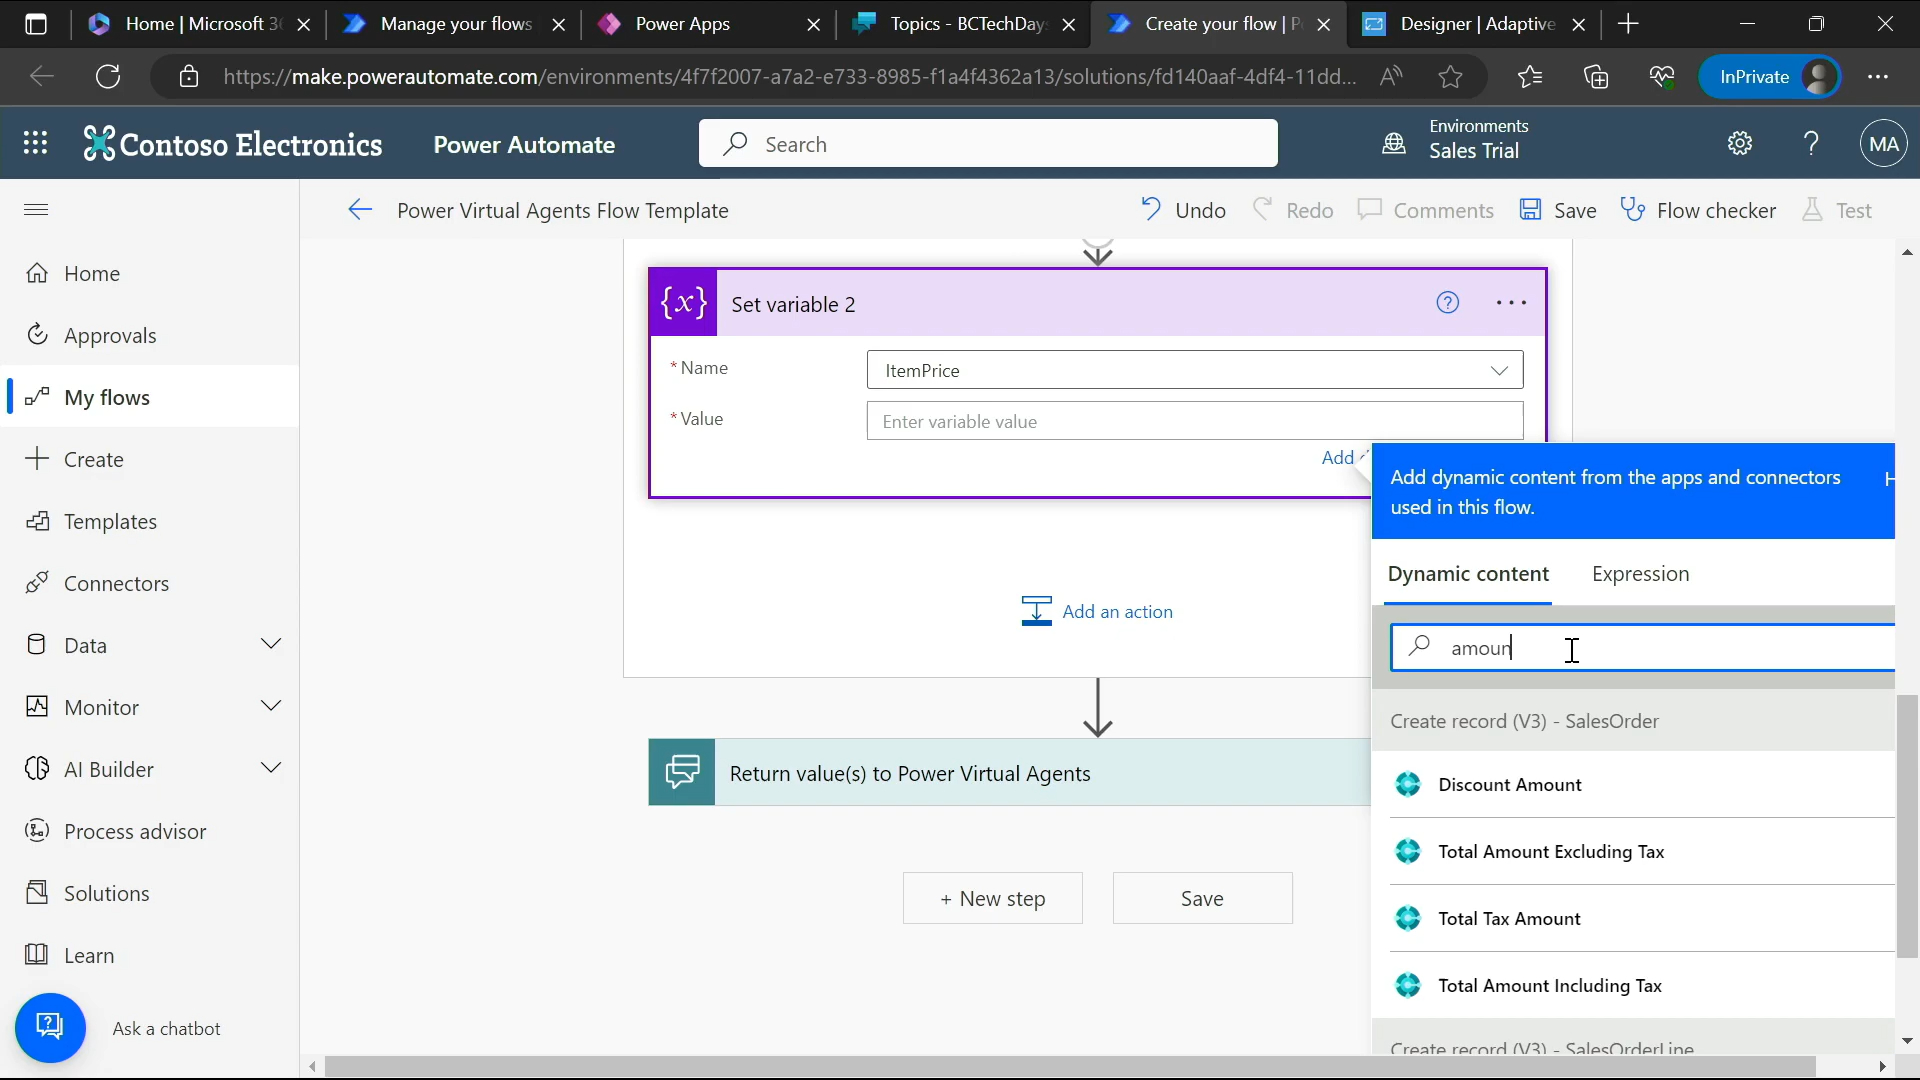 Home | Microsoft 3
Manage your flows
Power Apps
Topics - BCTechDay
Create your flow | P
Designer | Adaptive
https://make.powerautomate.com/environments/4f7f2007-a7a2-e733-8985-f1a4f4362a13/solutions/fd140aaf-4df4-11dd...
InPrivate
Contoso Electronics
Power Automate
Search
Environments
Sales Trial
MA
Power Virtual Agents Flow Template
Undo
Redo
Comments
Save
Flow checker
Test
Home
Approvals
My flows
Create
Templates
Connectors
Data
Monitor
AI Builder
Process advisor
Solutions
Learn
Ask a chatbot
{x} Set variable 2
* Name
ItemPrice
* Value
Enter variable value
Add
Add an action
Return value(s) to Power Virtual Agents
+ New step
Save
Add dynamic content from the apps and connectors
used in this flow.
Dynamic content
Expression
amoun
Create record (V3) - SalesOrder
Discount Amount
Total Amount Excluding Tax
Total Tax Amount
Total Amount Including Tax
Create record (V3) - SalesOrderLine